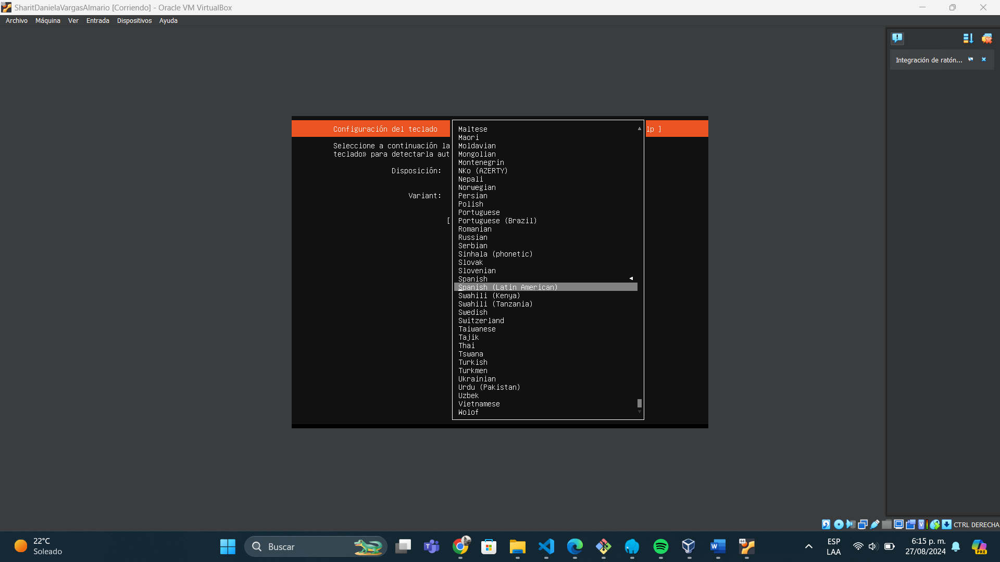 SharitDanielaVargasAlmario [Corriendo] - Oracle VM VirtualBox
Archivo Máquina Ver Entrada Dispositivos Ayuda
Integración de ratón...
Configuración del teclado
lp ]
Seleccione a continuación la
teclado» para detectarla aut
Disposición:
Variant:
[
Maltese
Maori
Moldavian
Mongolian
Montenegrin
NKo (AZERTY)
Nepali
Norwegian
Persian
Polish
Portuguese
Portuguese (Brazil)
Romanian
Russian
Serbian
Sinhala (phonetic)
Slovak
Slovenian
Spanish
Spanish (Latin American)
Swahili (Kenya)
Swahili (Tanzania)
Swedish
Switzerland
Taiwanese
Tajik
Thai
Tswana
Turkish
Turkmen
Ukrainian
Urdu (Pakistan)
Uzbek
Vietnamese
Wolof
CTRL DERECHA
22°C
Soleado
Buscar
ESP
LAA
6:15 p. m.
27/08/2024
PRE